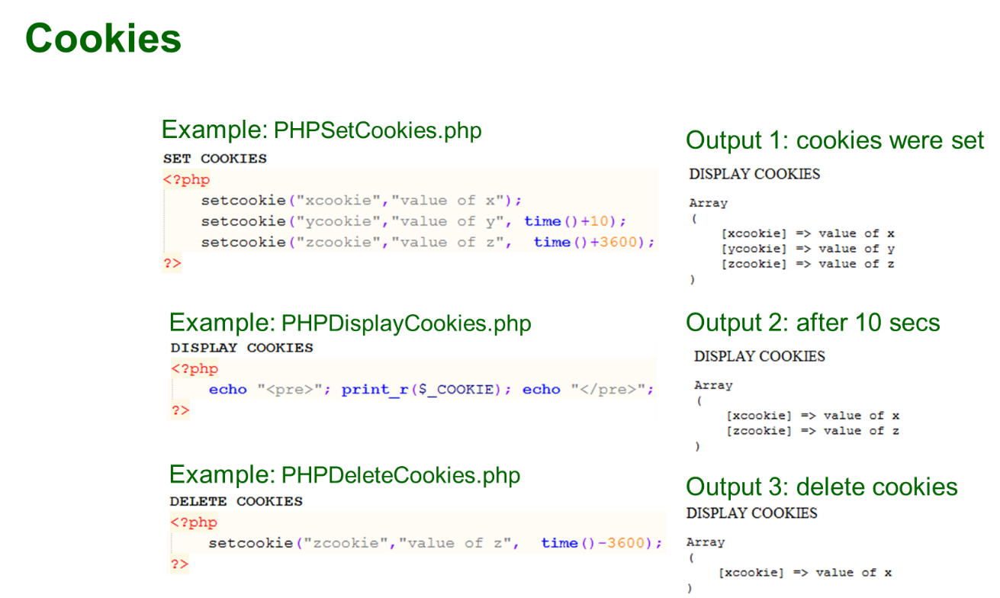 Cookies
Example: PHPSetCookies.php
SET COOKIES
<?php
setcookie("xcookie","value of x");
setcookie("ycookie","value of y", time()+10);
setcookie("zcookie","value of z",  time()+3600);
?>
Output 1: cookies were set
DISPLAY COOKIES
Array
(
[xcookie] => value of x
[ycookie] => value of y
[zcookie] => value of z
)
Example: PHPDisplayCookies.php
DISPLAY COOKIES
<?php
echo "<pre>"; print_r($_COOKIE); echo "</pre>";
?>
Output 2: after 10 secs
DISPLAY COOKIES
Array
(
[xcookie] => value of x
[zcookie] => value of z
)
Example: PHPDeleteCookies.php
DELETE COOKIES
<?php
setcookie("zcookie","value of z",  time()-3600);
?>
Output 3: delete cookies
DISPLAY COOKIES
Array
(
[xcookie] => value of x
)